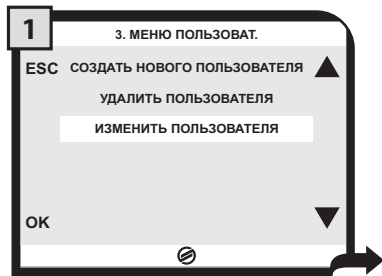 1
3. МЕНЮ ПОЛЬЗОВАТ.
ESC СОЗДАТЬ НОВОГО ПОЛЬЗОВАТЕЛЯ
УДАЛИТЬ ПОЛЬЗОВАТЕЛЯ
ИЗМЕНИТЬ ПОЛЬЗОВАТЕЛЯ
OK